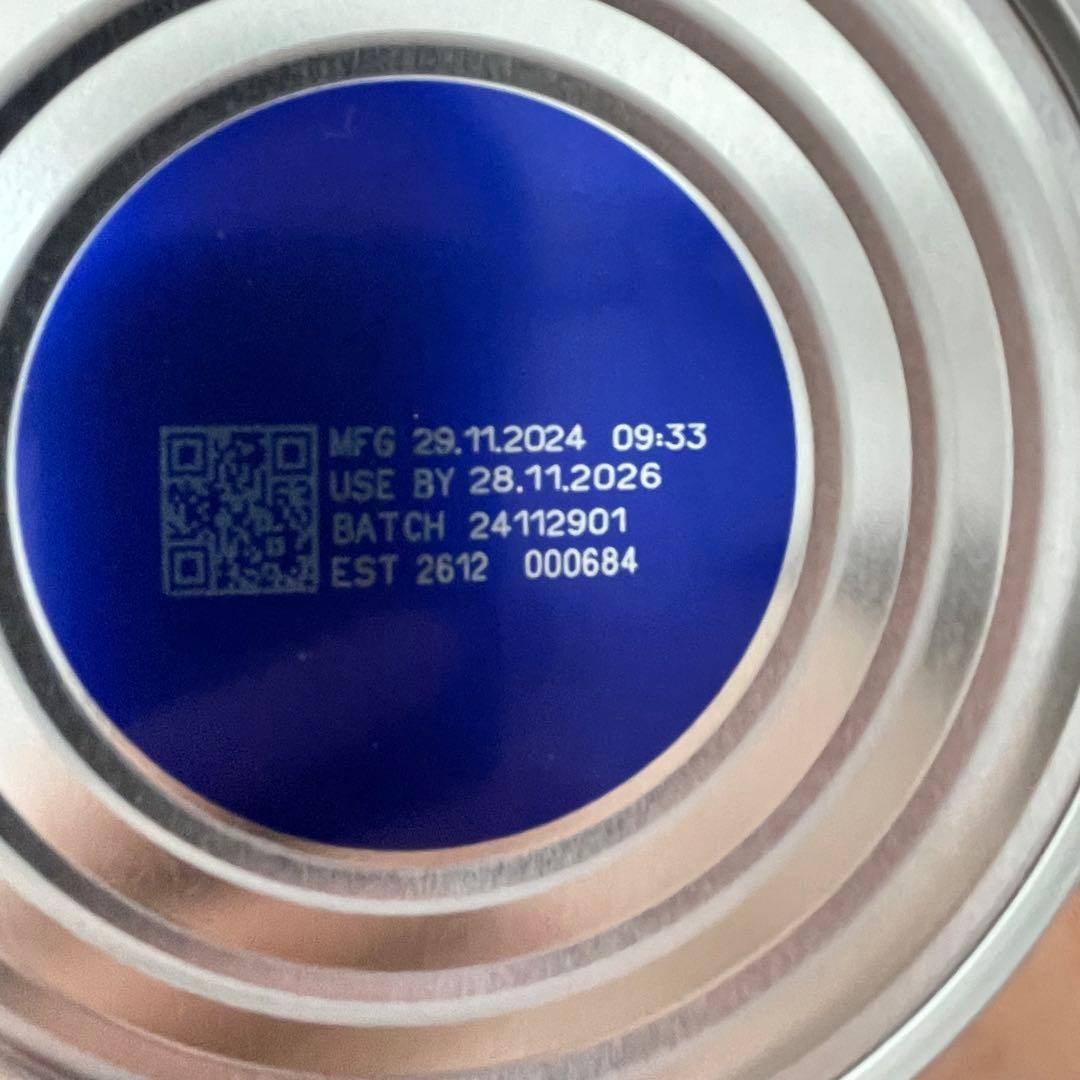 MFG 29.11.2024 09:33
USE BY 28.11.2026
BATCH 24112901
EST 2612 000684